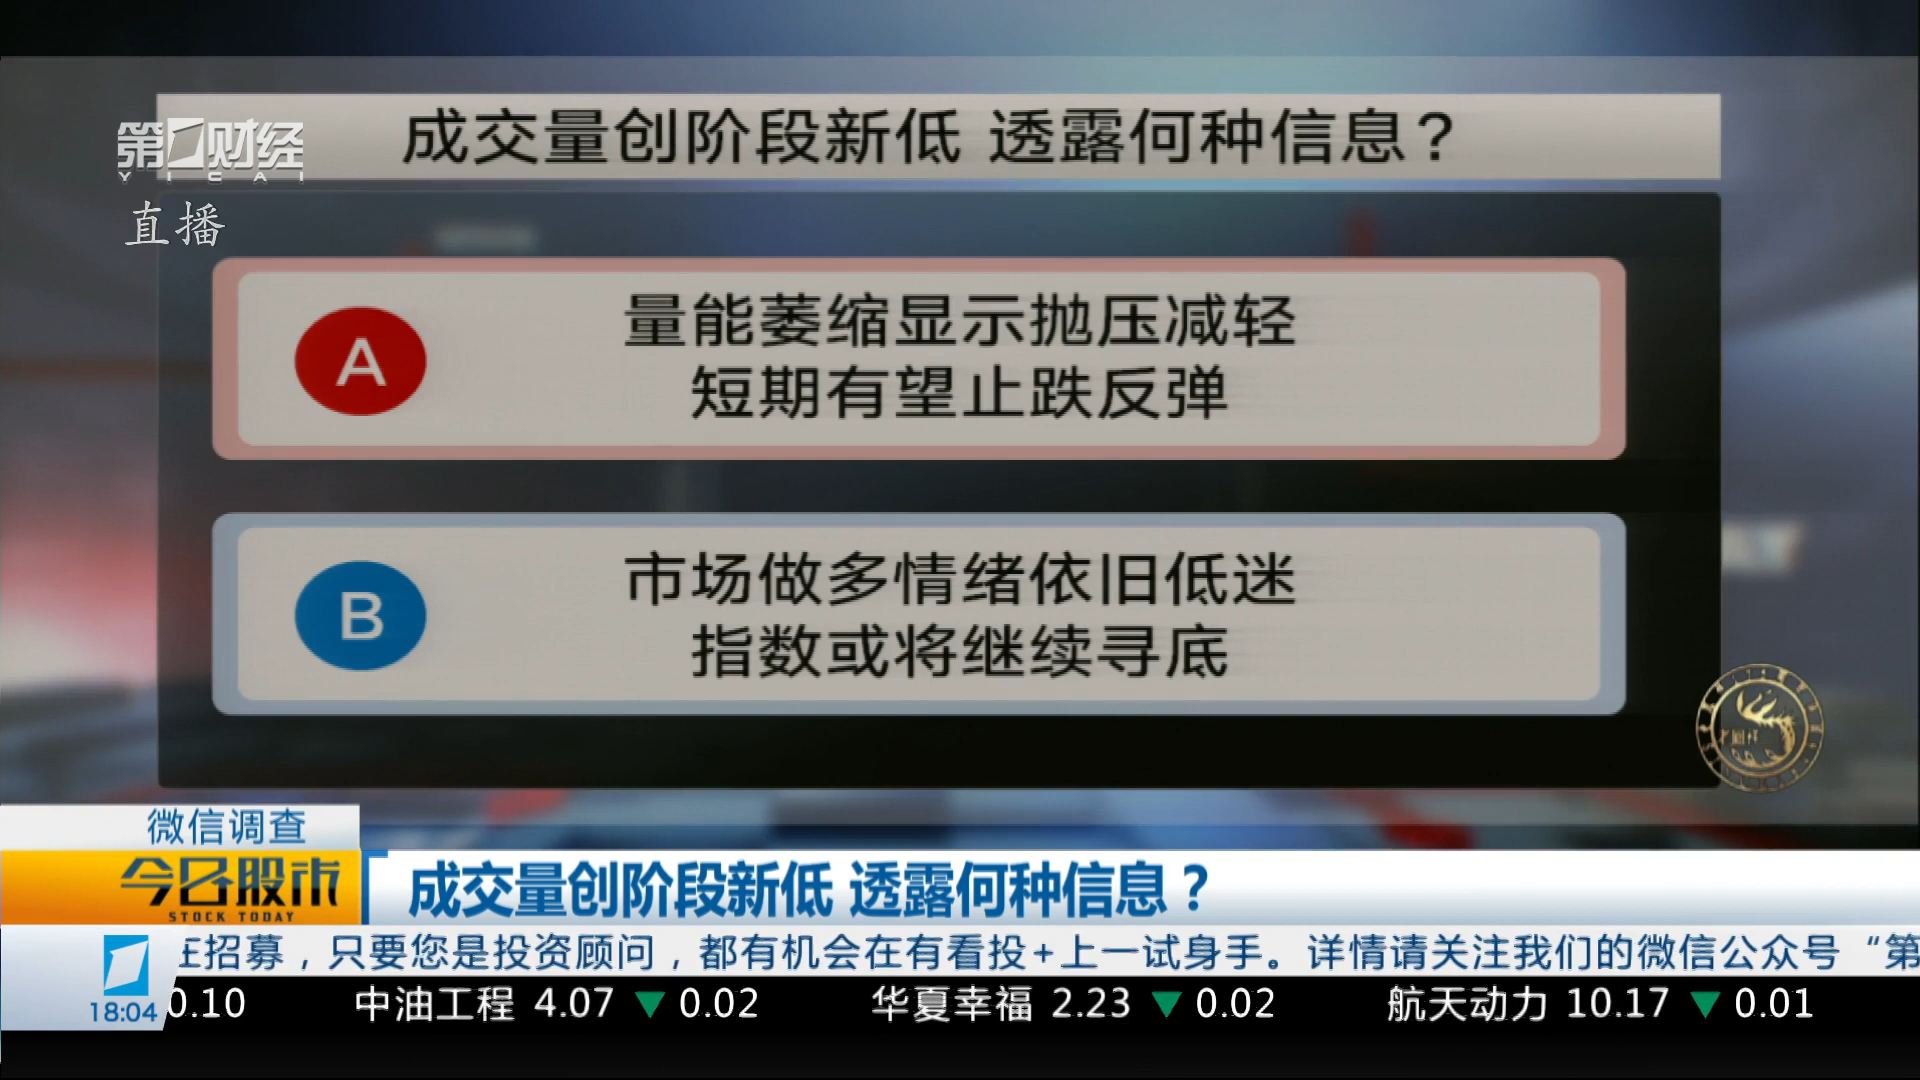 成交量创阶段新低 透露何种信息？
第1财经
YICAI
直播
A
量能萎缩显示抛压减轻
短期有望止跌反弹
B
市场做多情绪依旧低迷
指数或将继续寻底
微信调查
今日股市
STOCK TODAY
成交量创阶段新低 透露何种信息？
招募，只要您是投资顾问，都有机会在有看投+上一试身手。详情请关注我们的微信公众号“第
18:04
0.10 中油工程 4.07 ▼ 0.02 华夏幸福 2.23 ▼ 0.02 航天动力 10.17 ▼ 0.01